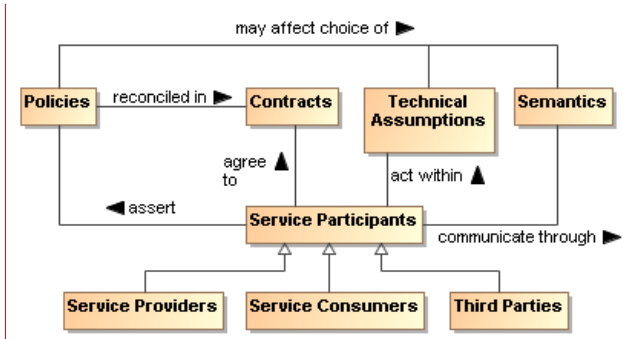 may affect choice of
Policies
reconciled in
Contracts
Technical
Assumptions
Semantics
agree
to
act within
assert
Service Participants
communicate through
Service Providers
Service Consumers
Third Parties